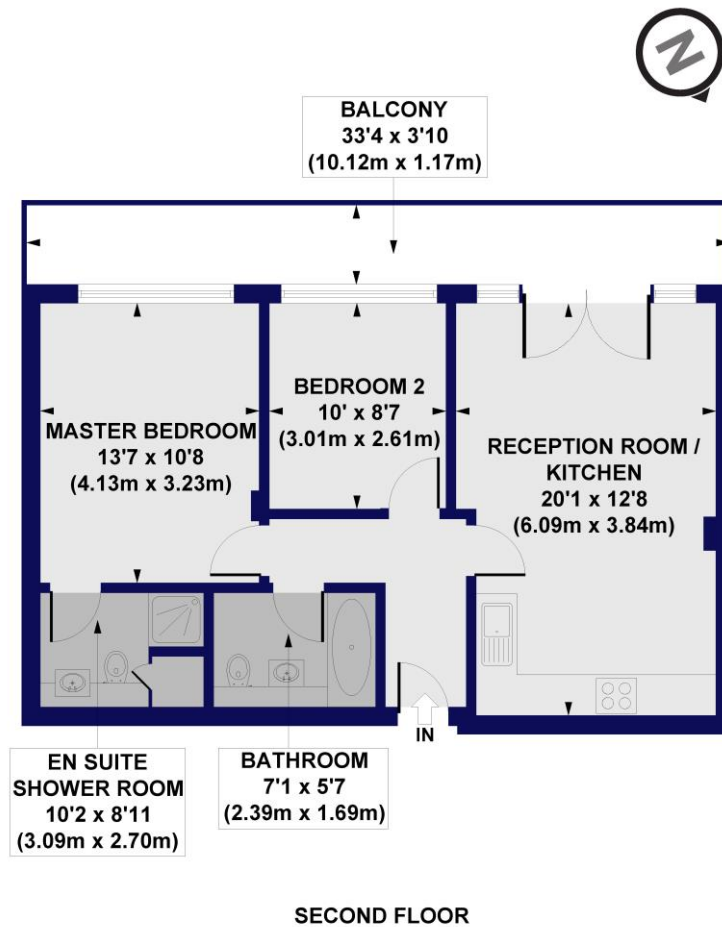 N
BALCONY
33'4 x 3'10
(10.12m x 1.17m)
MASTER BEDROOM
13'7 x 10'8
(4.13m x 3.23m)
BEDROOM 2
10' x 8'7
(3.01m x 2.61m)
RECEPTION ROOM /
KITCHEN
20'1 x 12'8
(6.09m x 3.84m)
IN
EN SUITE
SHOWER ROOM
10'2 x 8'11
(3.09m x 2.70m)
BATHROOM
7'1 x 5'7
(2.39m x 1.69m)
SECOND FLOOR